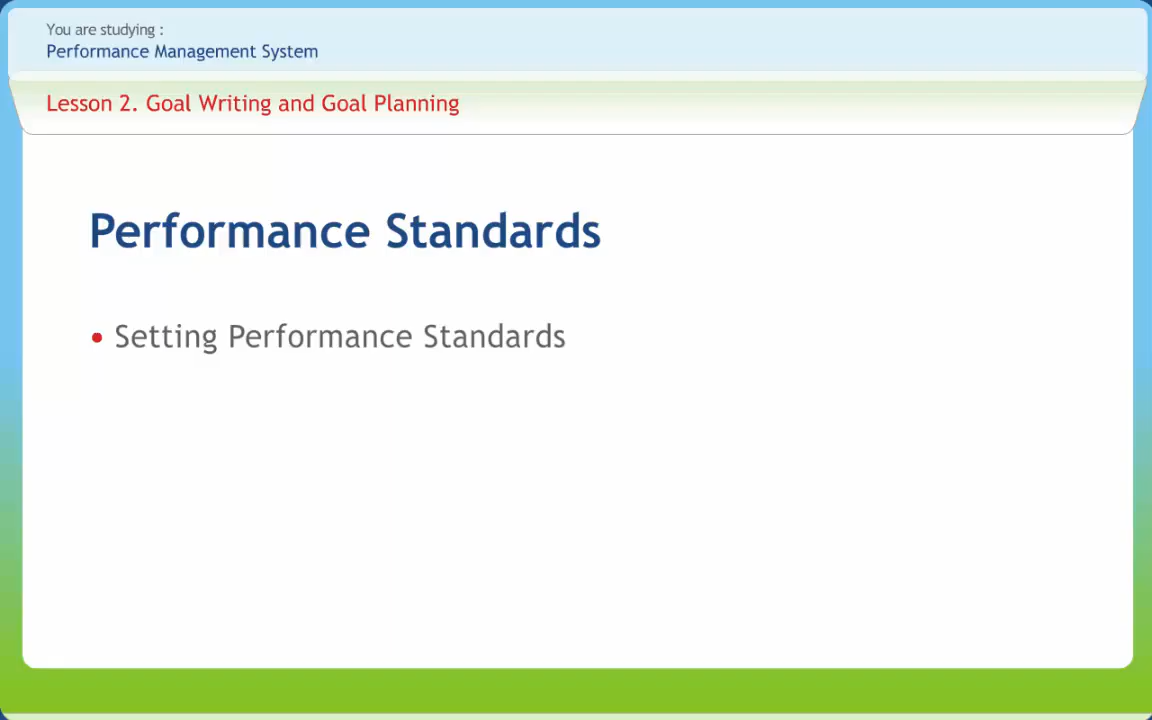 You are studying :
Performance Management System
Lesson 2. Goal Writing and Goal Planning
Performance Standards
• Setting Performance Standards